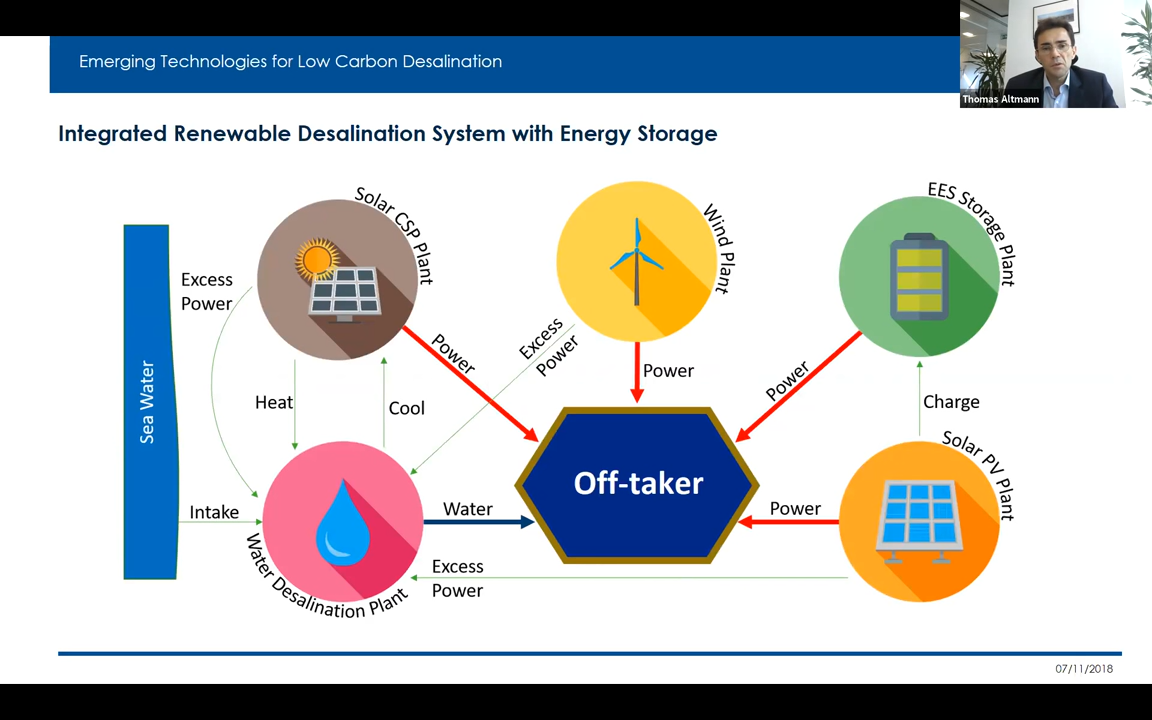 Emerging Technologies for Low Carbon Desalination
Thomas Altmann
Integrated Renewable Desalination System with Energy Storage
Solar CSP Plant
Wind Plant
EES Storage Plant
Excess
Power
Sea Water
Power
Excess
Power
Power
Power
Heat
Cool
Charge
Off-taker
Solar PV Plant
Intake
Water
Power
Water Desalination Plant
Excess
Power
07/11/2018